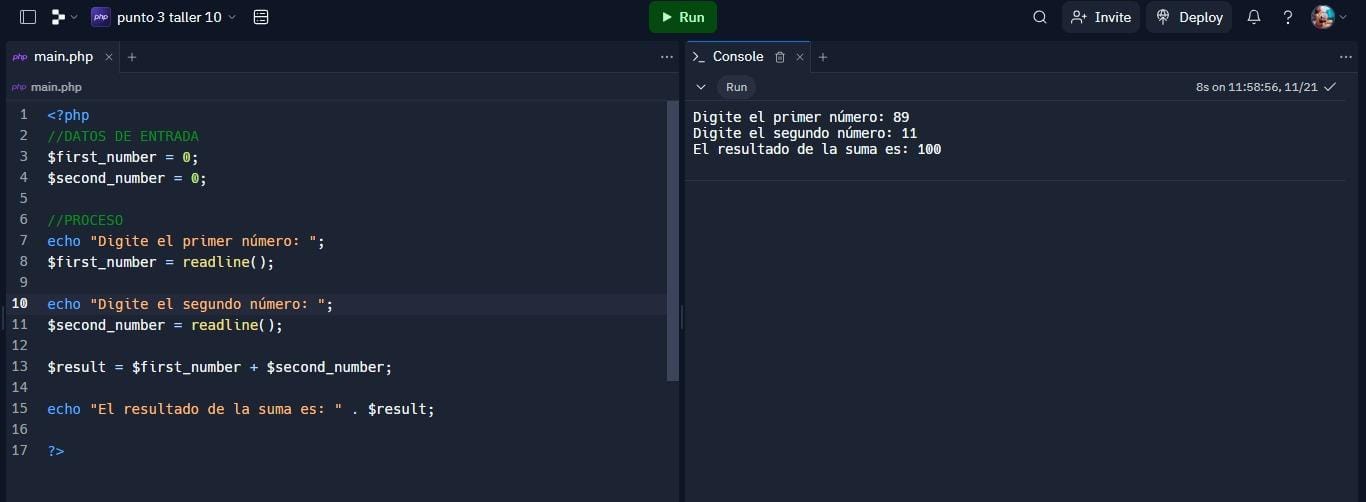 php punto 3 taller 10
Run
Invite
Deploy
?
php main.php × +
...
php main.php
1 <?php
2 //DATOS DE ENTRADA
3 $first_number = 0;
4 $second_number = 0;
5
6 //PROCESO
7 echo "Digite el primer número: ";
8 $first_number = readline();
9
10 echo "Digite el segundo número: ";
11 $second_number = readline();
12
13 $result = $first_number + $second_number;
14
15 echo "El resultado de la suma es: " . $result;
16
17 ?>
>_ Console × +
...
Run
8s on 11:58:56, 11/21 ✓
Digite el primer número: 89
Digite el segundo número: 11
El resultado de la suma es: 100